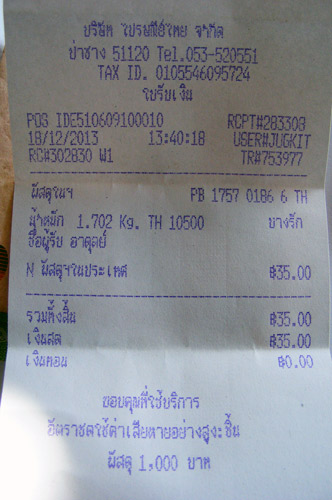 บริษัท ไปรษณีย์ไทย จำกัด
ป่าซาง 51120 Tel.053-520551
TAX ID. 0105546095724
ใบรับเงิน
POS IDE510609100010 RCPT#283303
18/12/2013 13:40:18 USER#JUGKIT
RC#302830 W1 TR#753977
พัสดุในฯ PB 1757 0186 6 TH
น้ำหนัก 1.702 Kg. TH 10500 บางรัก
ชื่อผู้รับ ฮาตุลย์
N พัสดุฯในประเทศ ฿35.00
รวมทั้งสิ้น ฿35.00
เงินสด ฿35.00
เงินทอน ฿0.00
ขอบคุณที่ใช้บริการ
อัตราชดใช้ค่าเสียหายอย่างสูงะชิ้น
พัสดุ 1,000 บาท